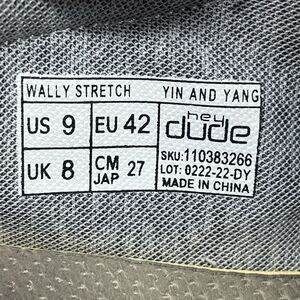 WALLY STRETCH YIN AND YANG
US 9 EU 42 hey dude
UK 8 CM JAP 27
SKU:110383266
LOT: 0222-22-DY
MADE IN CHINA